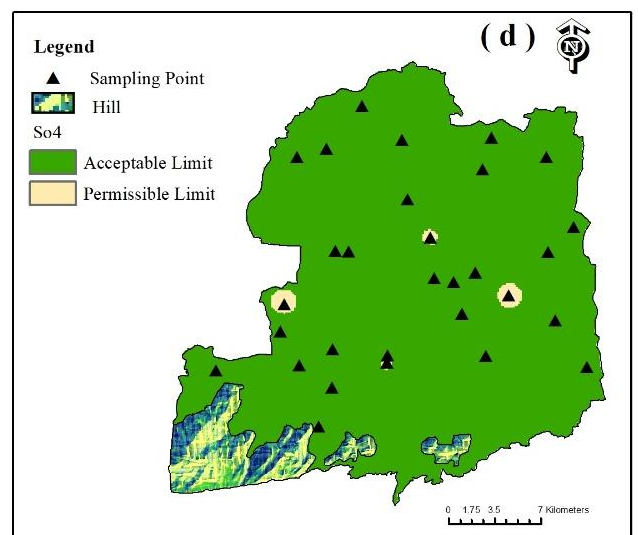 ( d )
N
Legend
Sampling Point
Hill
So4
Acceptable Limit
Permissible Limit
0 1.75 3.5 7 Kilometers